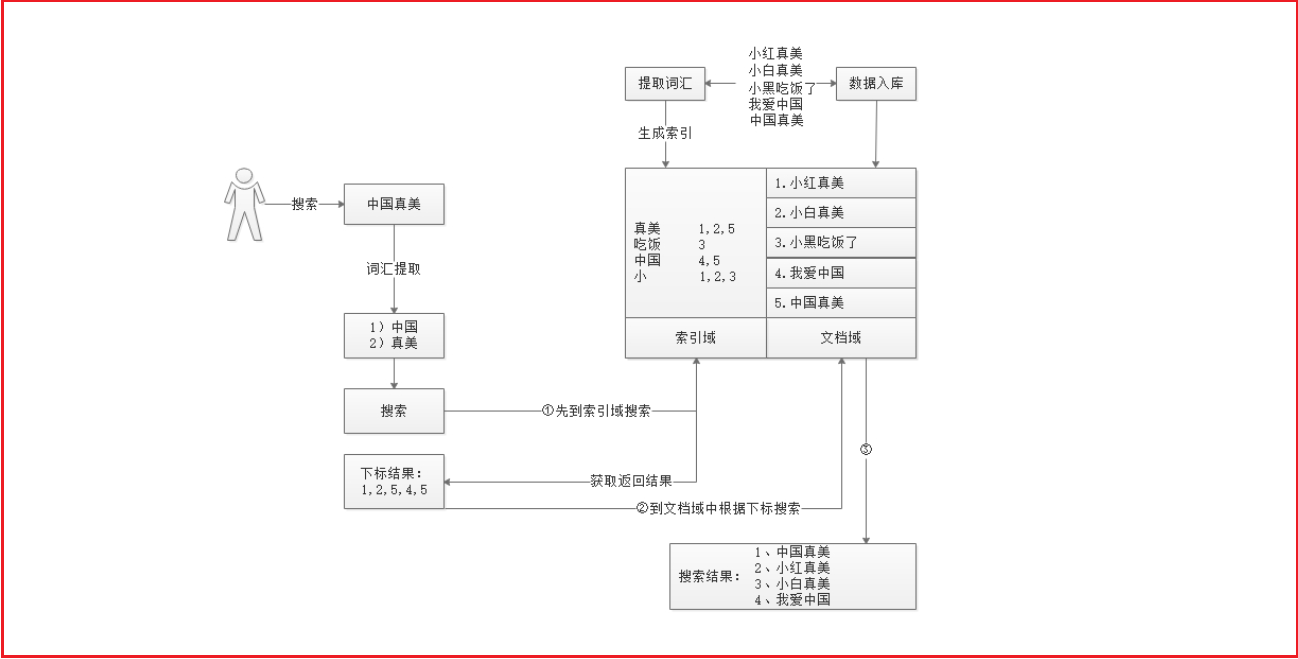 小红真美
小白真美
小黑吃饭了
我爱中国
中国真美
提取词汇
数据入库
生成索引
搜索
中国真美
词汇提取
1）中国
2）真美
搜索
真美 1,2,5
吃饭 3
中国 4,5
小 1,2,3
1.小红真美
2.小白真美
3.小黑吃饭了
4.我爱中国
5.中国真美
索引域
文档域
①先到索引域搜索
获取返回结果
下标结果：
1,2,5,4,5
②到文档域中根据下标搜索
③
搜索结果：
1、中国真美
2、小红真美
3、小白真美
4、我爱中国